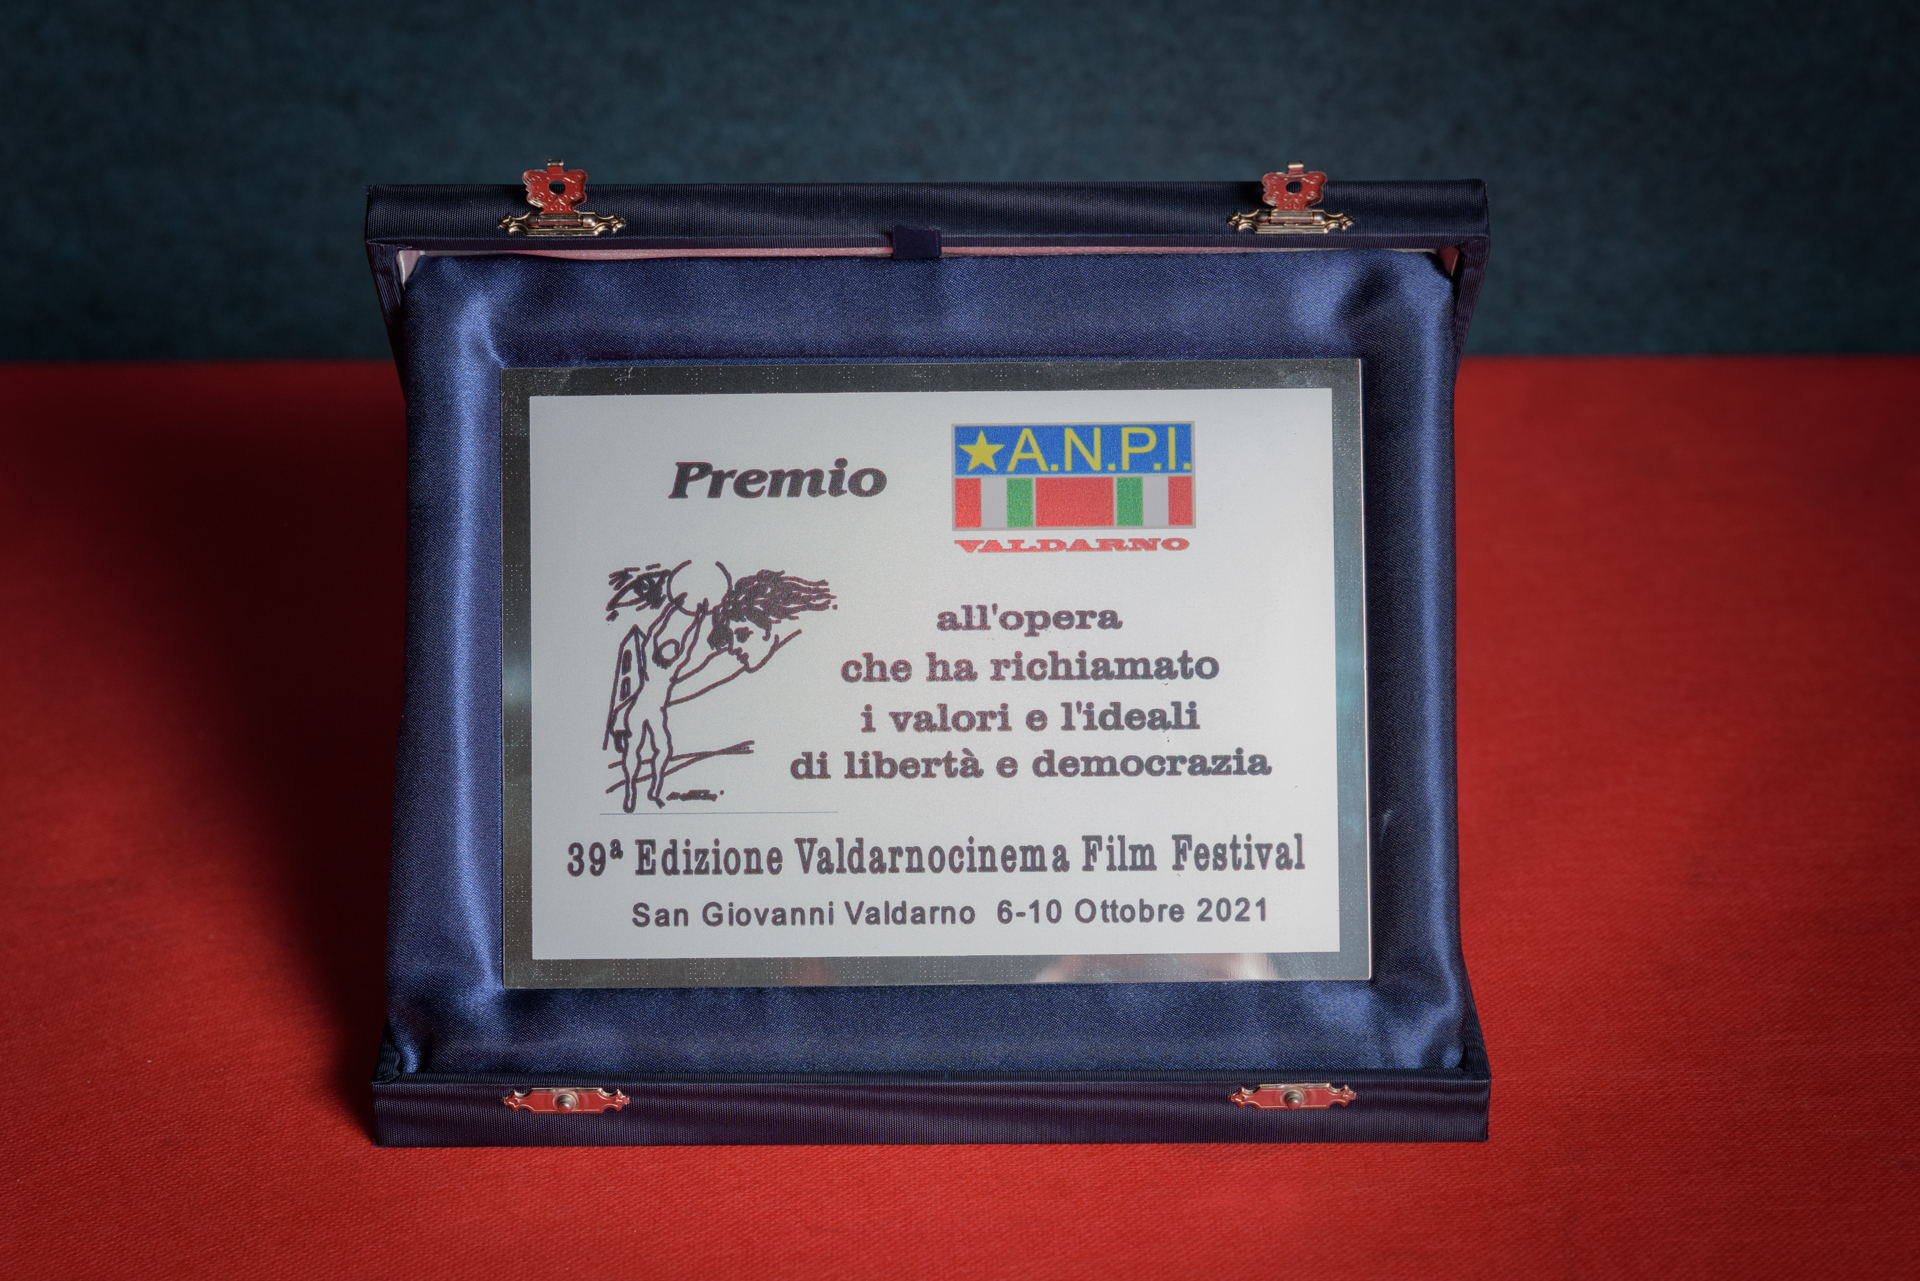 Premio
A.N.P.I.
VALDARNO
all'opera
che ha richiamato
i valori e l'ideali
di libertà e democrazia
39ª Edizione Valdarnocinema Film Festival
San Giovanni Valdarno 6-10 Ottobre 2021